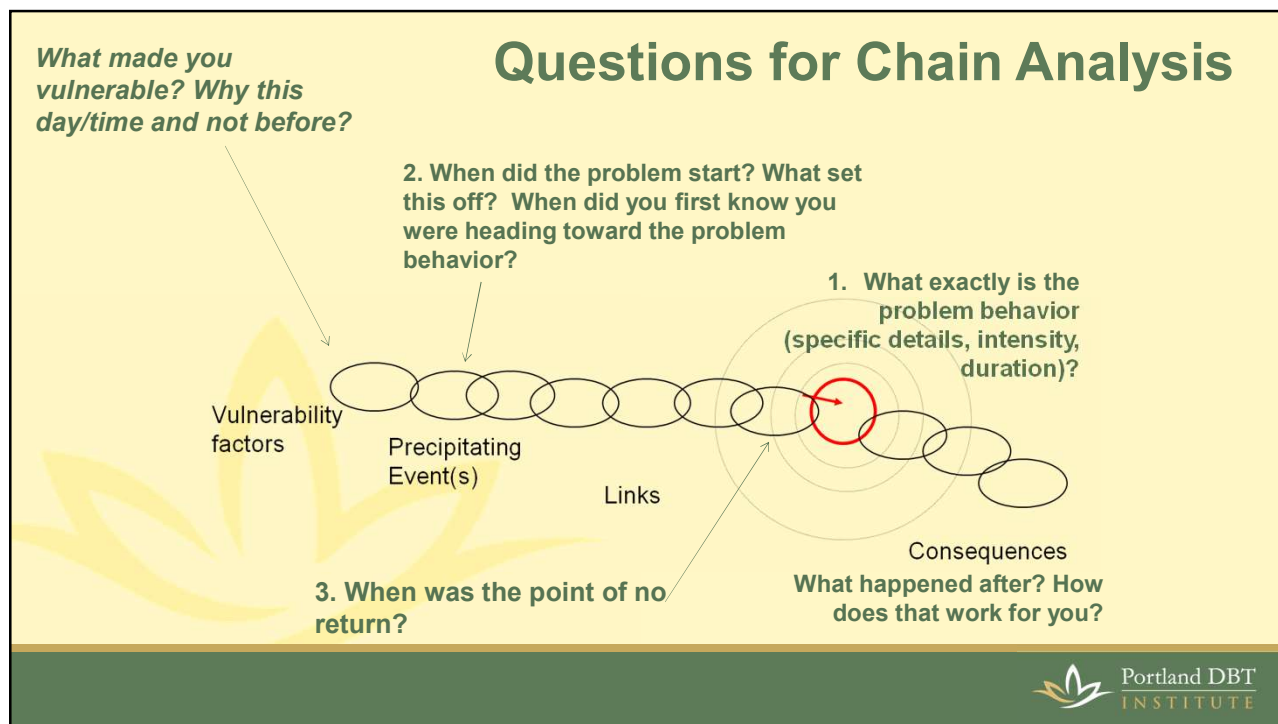 Questions for Chain Analysis
What made you
vulnerable? Why this
day/time and not before?
2. When did the problem start? What set
this off?  When did you first know you
were heading toward the problem
behavior?
1.   What exactly is the
problem behavior
(specific details, intensity,
duration)?
Vulnerability
factors
Precipitating
Event(s)
Links
Consequences
3. When was the point of no
return?
What happened after? How
does that work for you?
Portland DBT
INSTITUTE